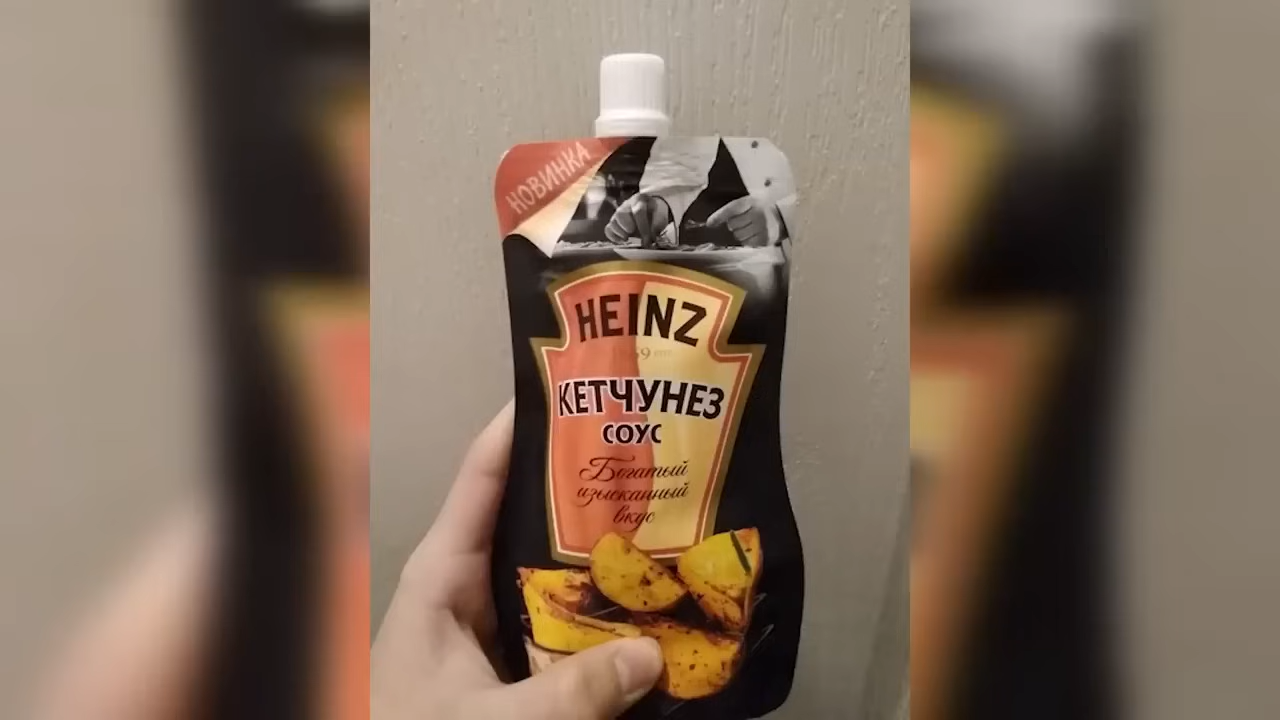 НОВИНКА
HEINZ
КЕТЧУНЕЗ
СОУС
Богатый
изысканный
вкус